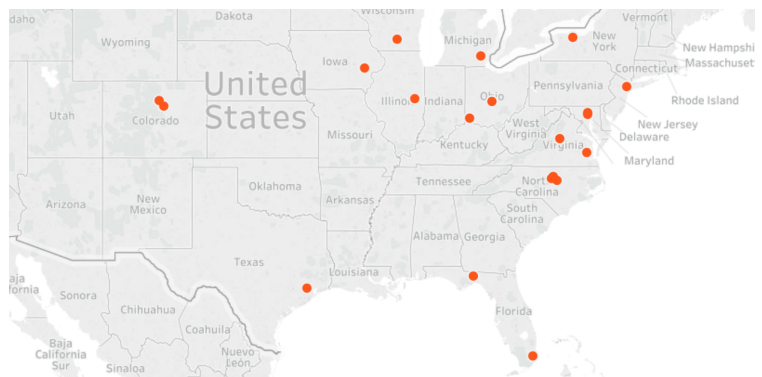 Wisconsin
Vermont
Dakota
Michigan
New
York
New Hampshi
Massachuset
Connecticut
Rhode Island
Idaho
Wyoming
Iowa
Pennsylvania
United
States
Illinois
Indiana
Ohio
New Jersey
Delaware
Maryland
Utah
Colorado
Missouri
West
Virginia
Virginia
Kentucky
Tennessee
North
Carolina
South
Carolina
Oklahoma
Arkansas
Arizona
New
Mexico
Alabama
Georgia
Texas
Louisiana
Florida
aja
fornia
Sonora
Chihuahua
Coahuila
Baja
California
Sur
Sinaloa
Nuevo
León